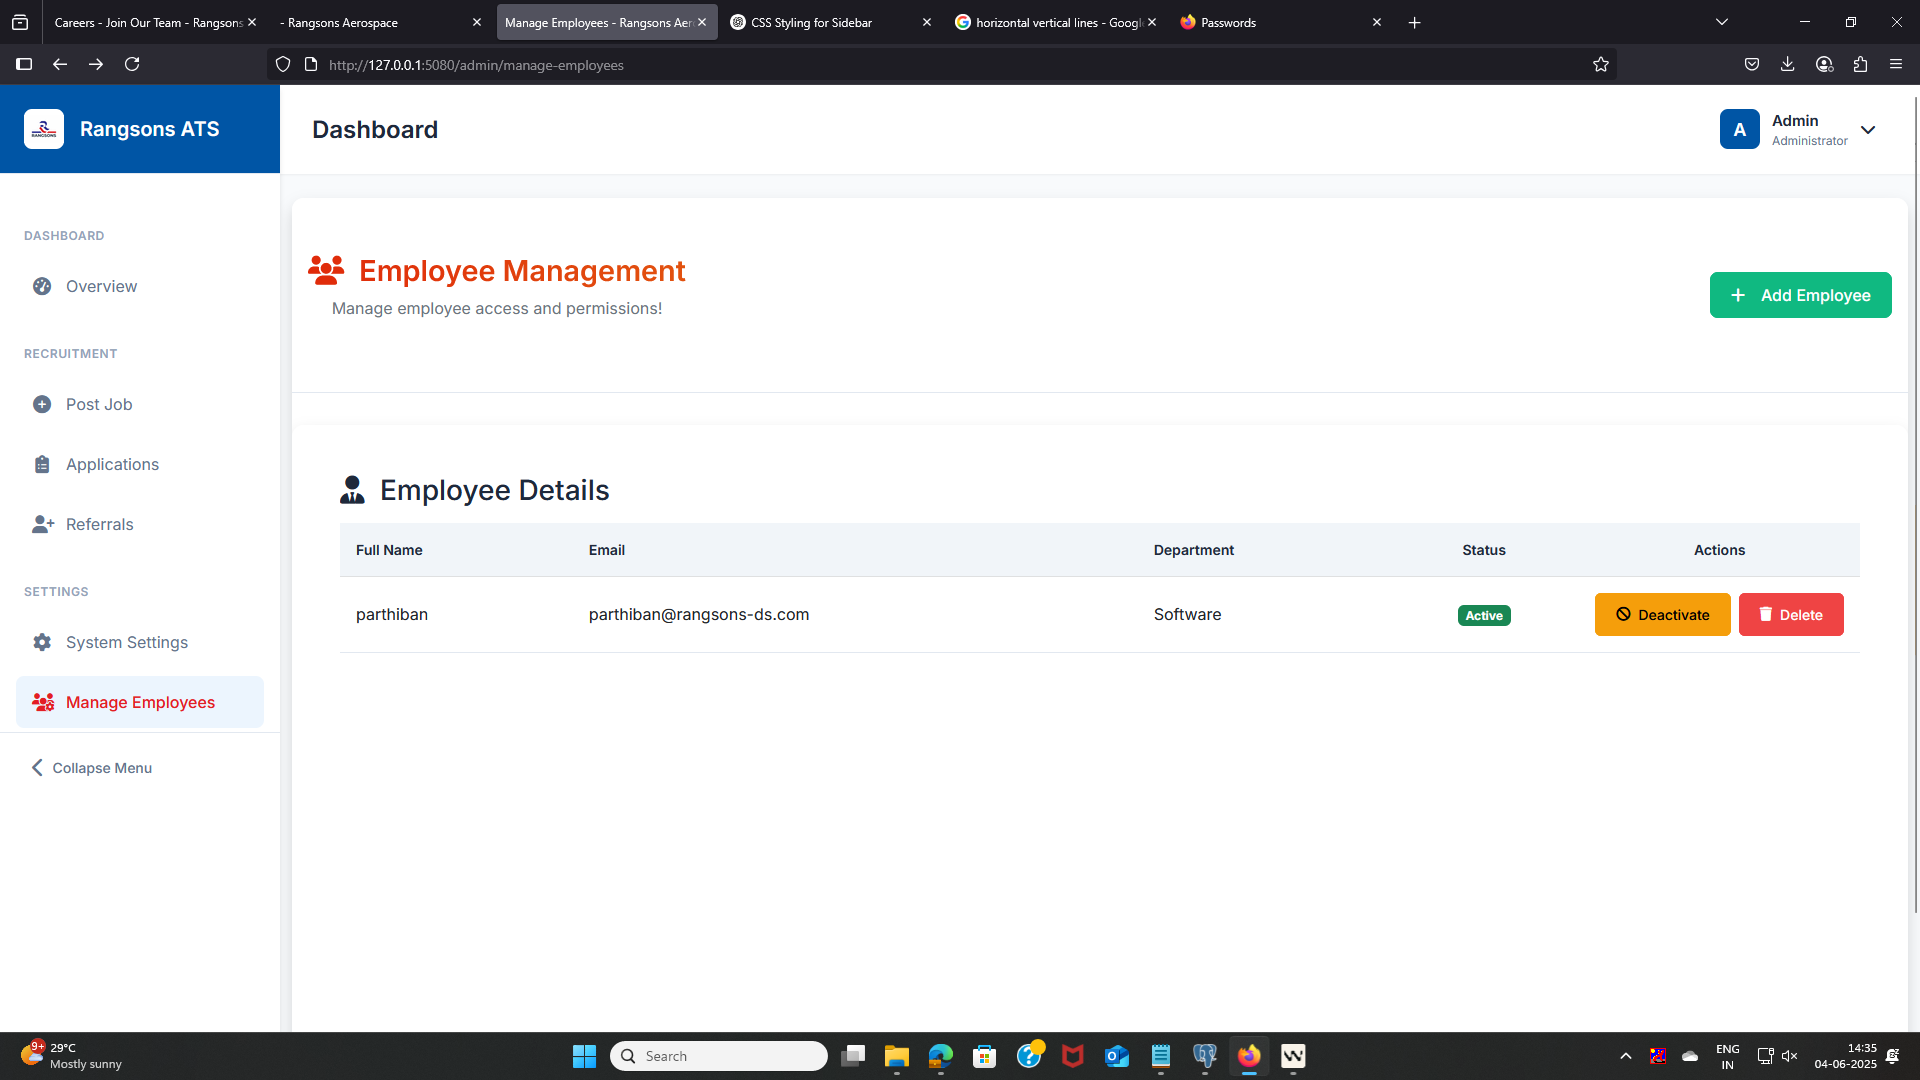 Careers - Join Our Team - Rangsons
- Rangsons Aerospace
Manage Employees - Rangsons Aer
CSS Styling for Sidebar
horizontal vertical lines - Googl
Passwords
http://127.0.0.1:5080/admin/manage-employees
RANGSONS
Rangsons ATS
Dashboard
A
Admin
Administrator
DASHBOARD
Overview
RECRUITMENT
Post Job
Applications
Referrals
SETTINGS
System Settings
Manage Employees
Collapse Menu
Employee Management
Manage employee access and permissions!
+ Add Employee
Employee Details
Full Name Email Department Status Actions
parthiban parthiban@rangsons-ds.com Software Active Deactivate Delete
9+
29°C
Mostly sunny
Search
ENG
IN
14:35
04-06-2025